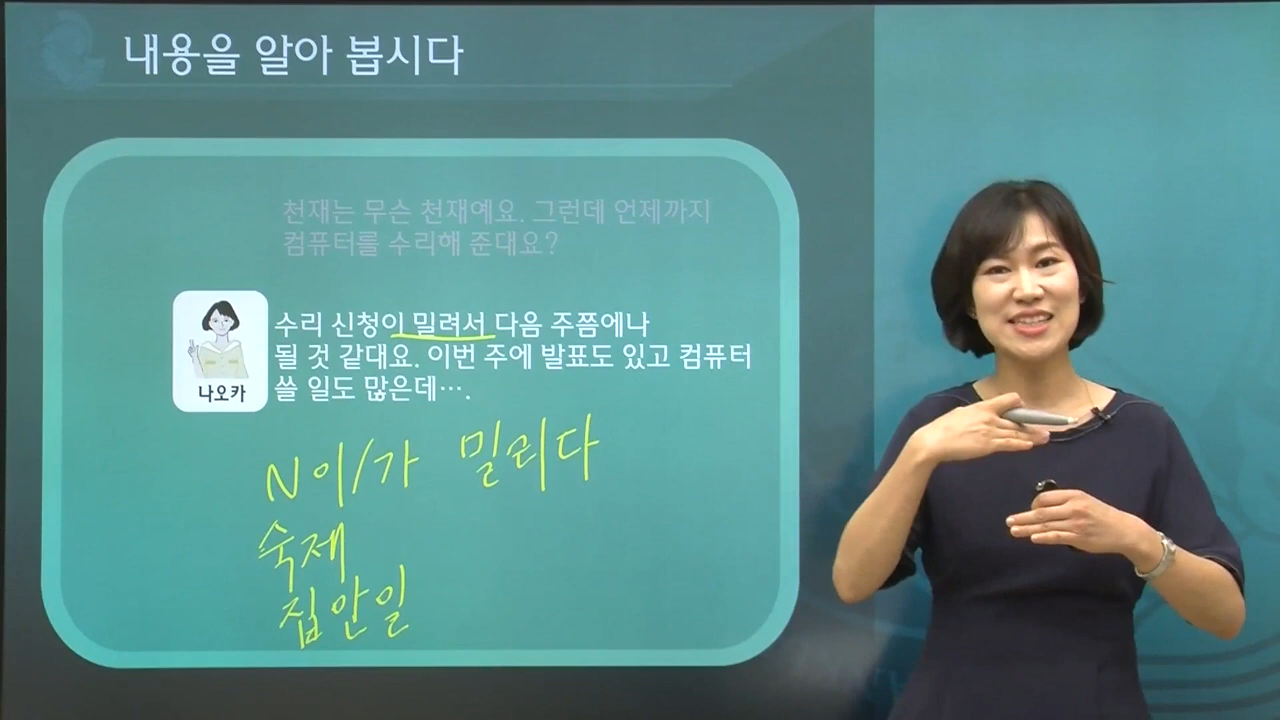 내용을 알아 봅시다
천재는 무슨 천재예요. 그런데 언제까지
컴퓨터를 수리해 준대요?
수리 신청이 밀려서 다음 주쯤에나
될 것 같대요. 이번 주에 발표도 있고 컴퓨터
쓸 일도 많은데….
나오카
N이/가 밀리다
숙제
집안일